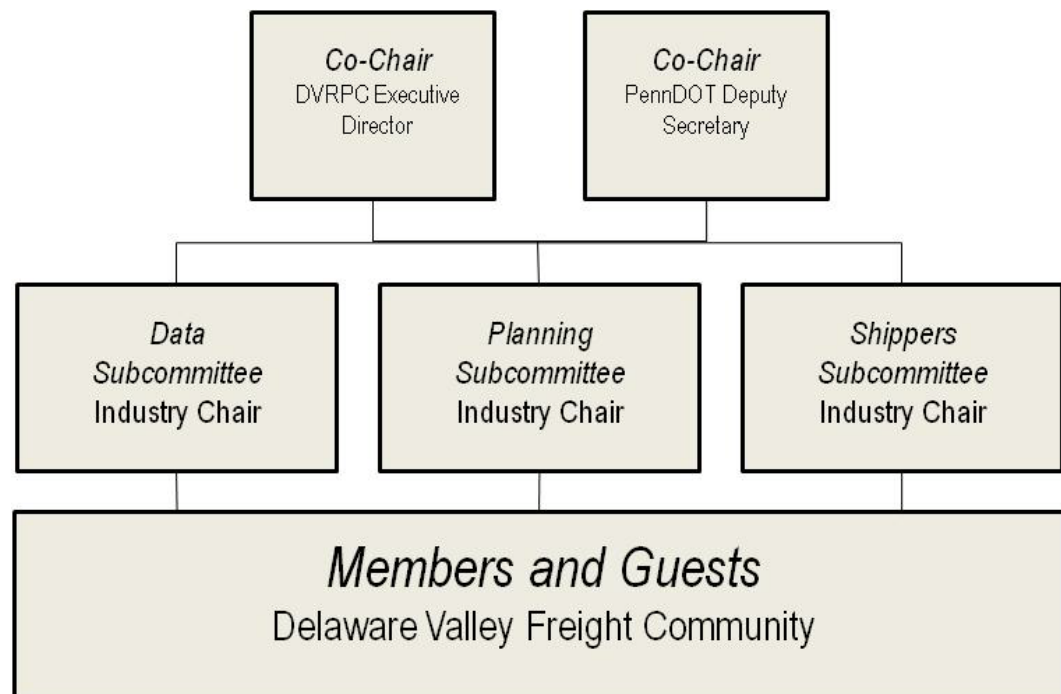 Co-Chair
DVRPC Executive
Director
Co-Chair
PennDOT Deputy
Secretary
Data
Subcommittee
Industry Chair
Planning
Subcommittee
Industry Chair
Shippers
Subcommittee
Industry Chair
Members and Guests
Delaware Valley Freight Community